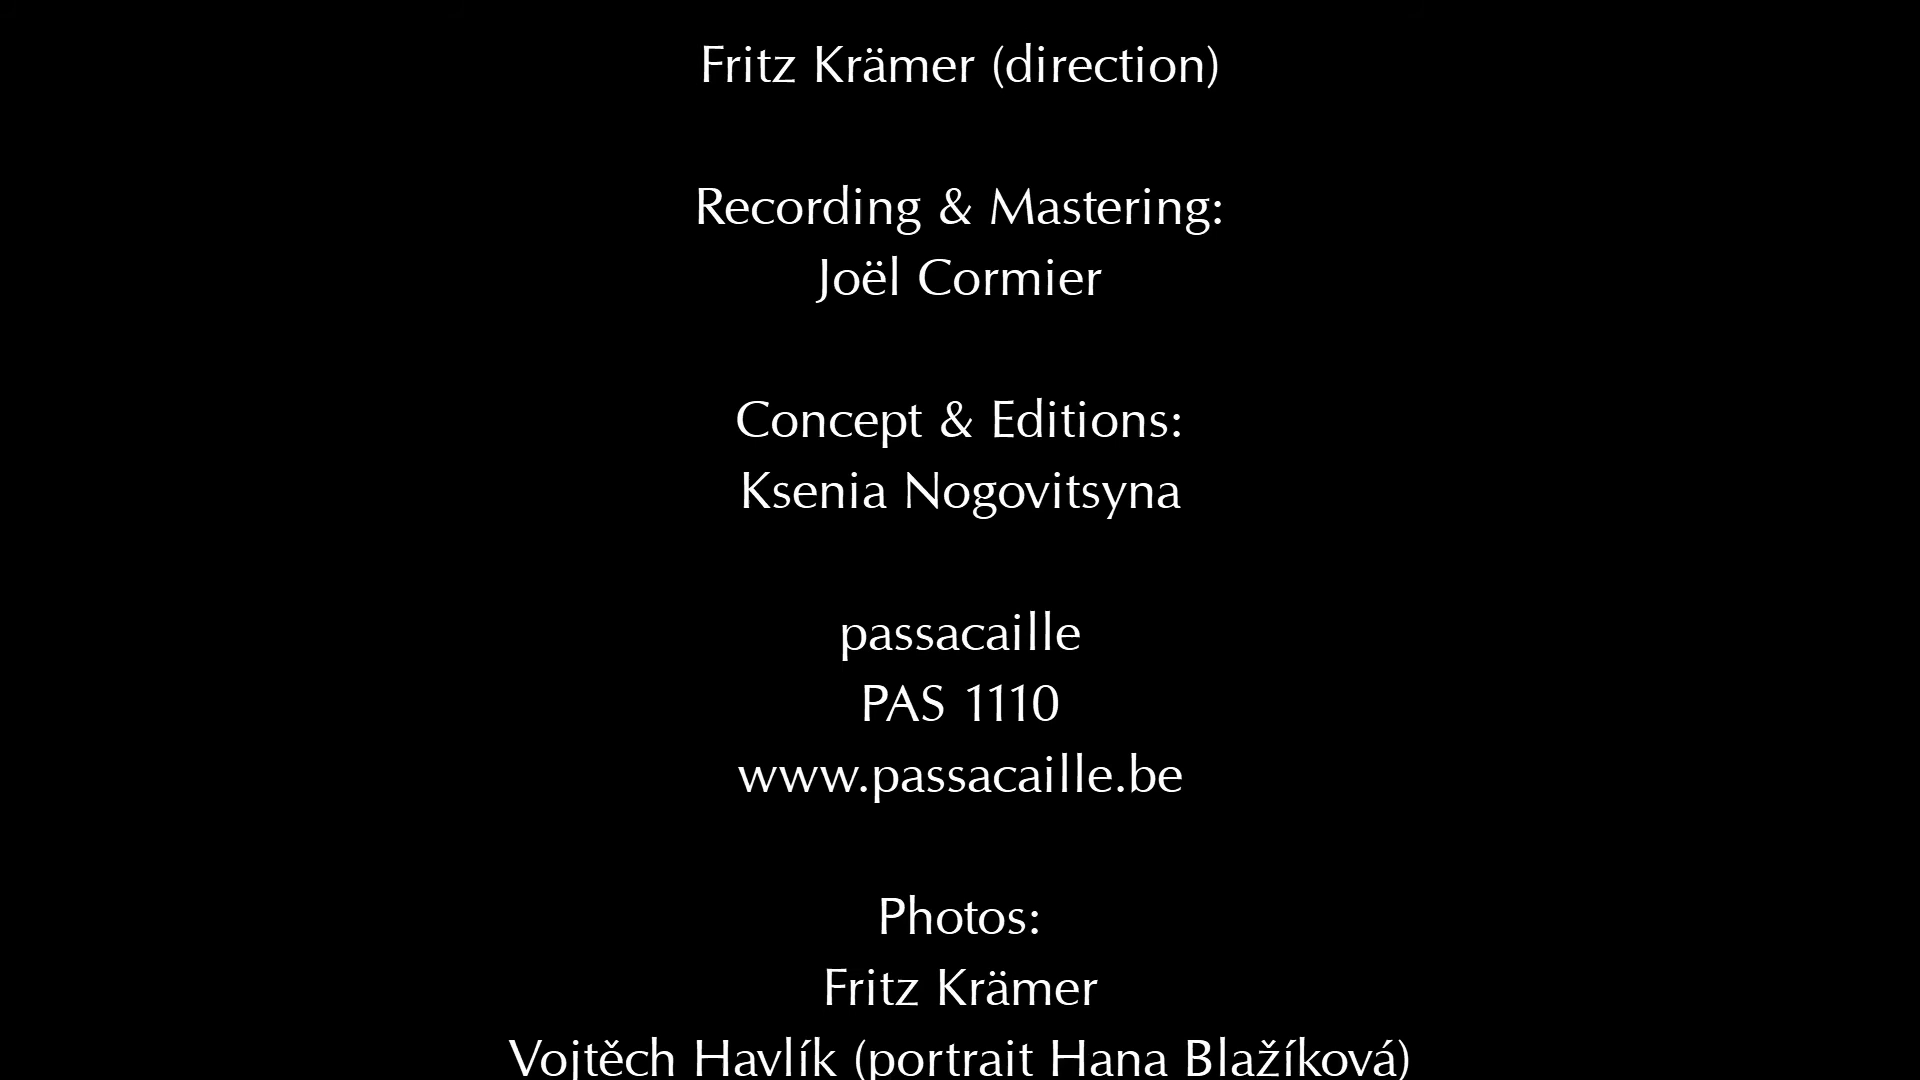 Fritz Krämer (direction)
Recording & Mastering:
Joël Cormier
Concept & Editions:
Ksenia Nogovitsyna
passacaille
PAS 1110
www.passacaille.be
Photos:
Fritz Krämer
Vojtěch Havlík (portrait Hana Blažíková)